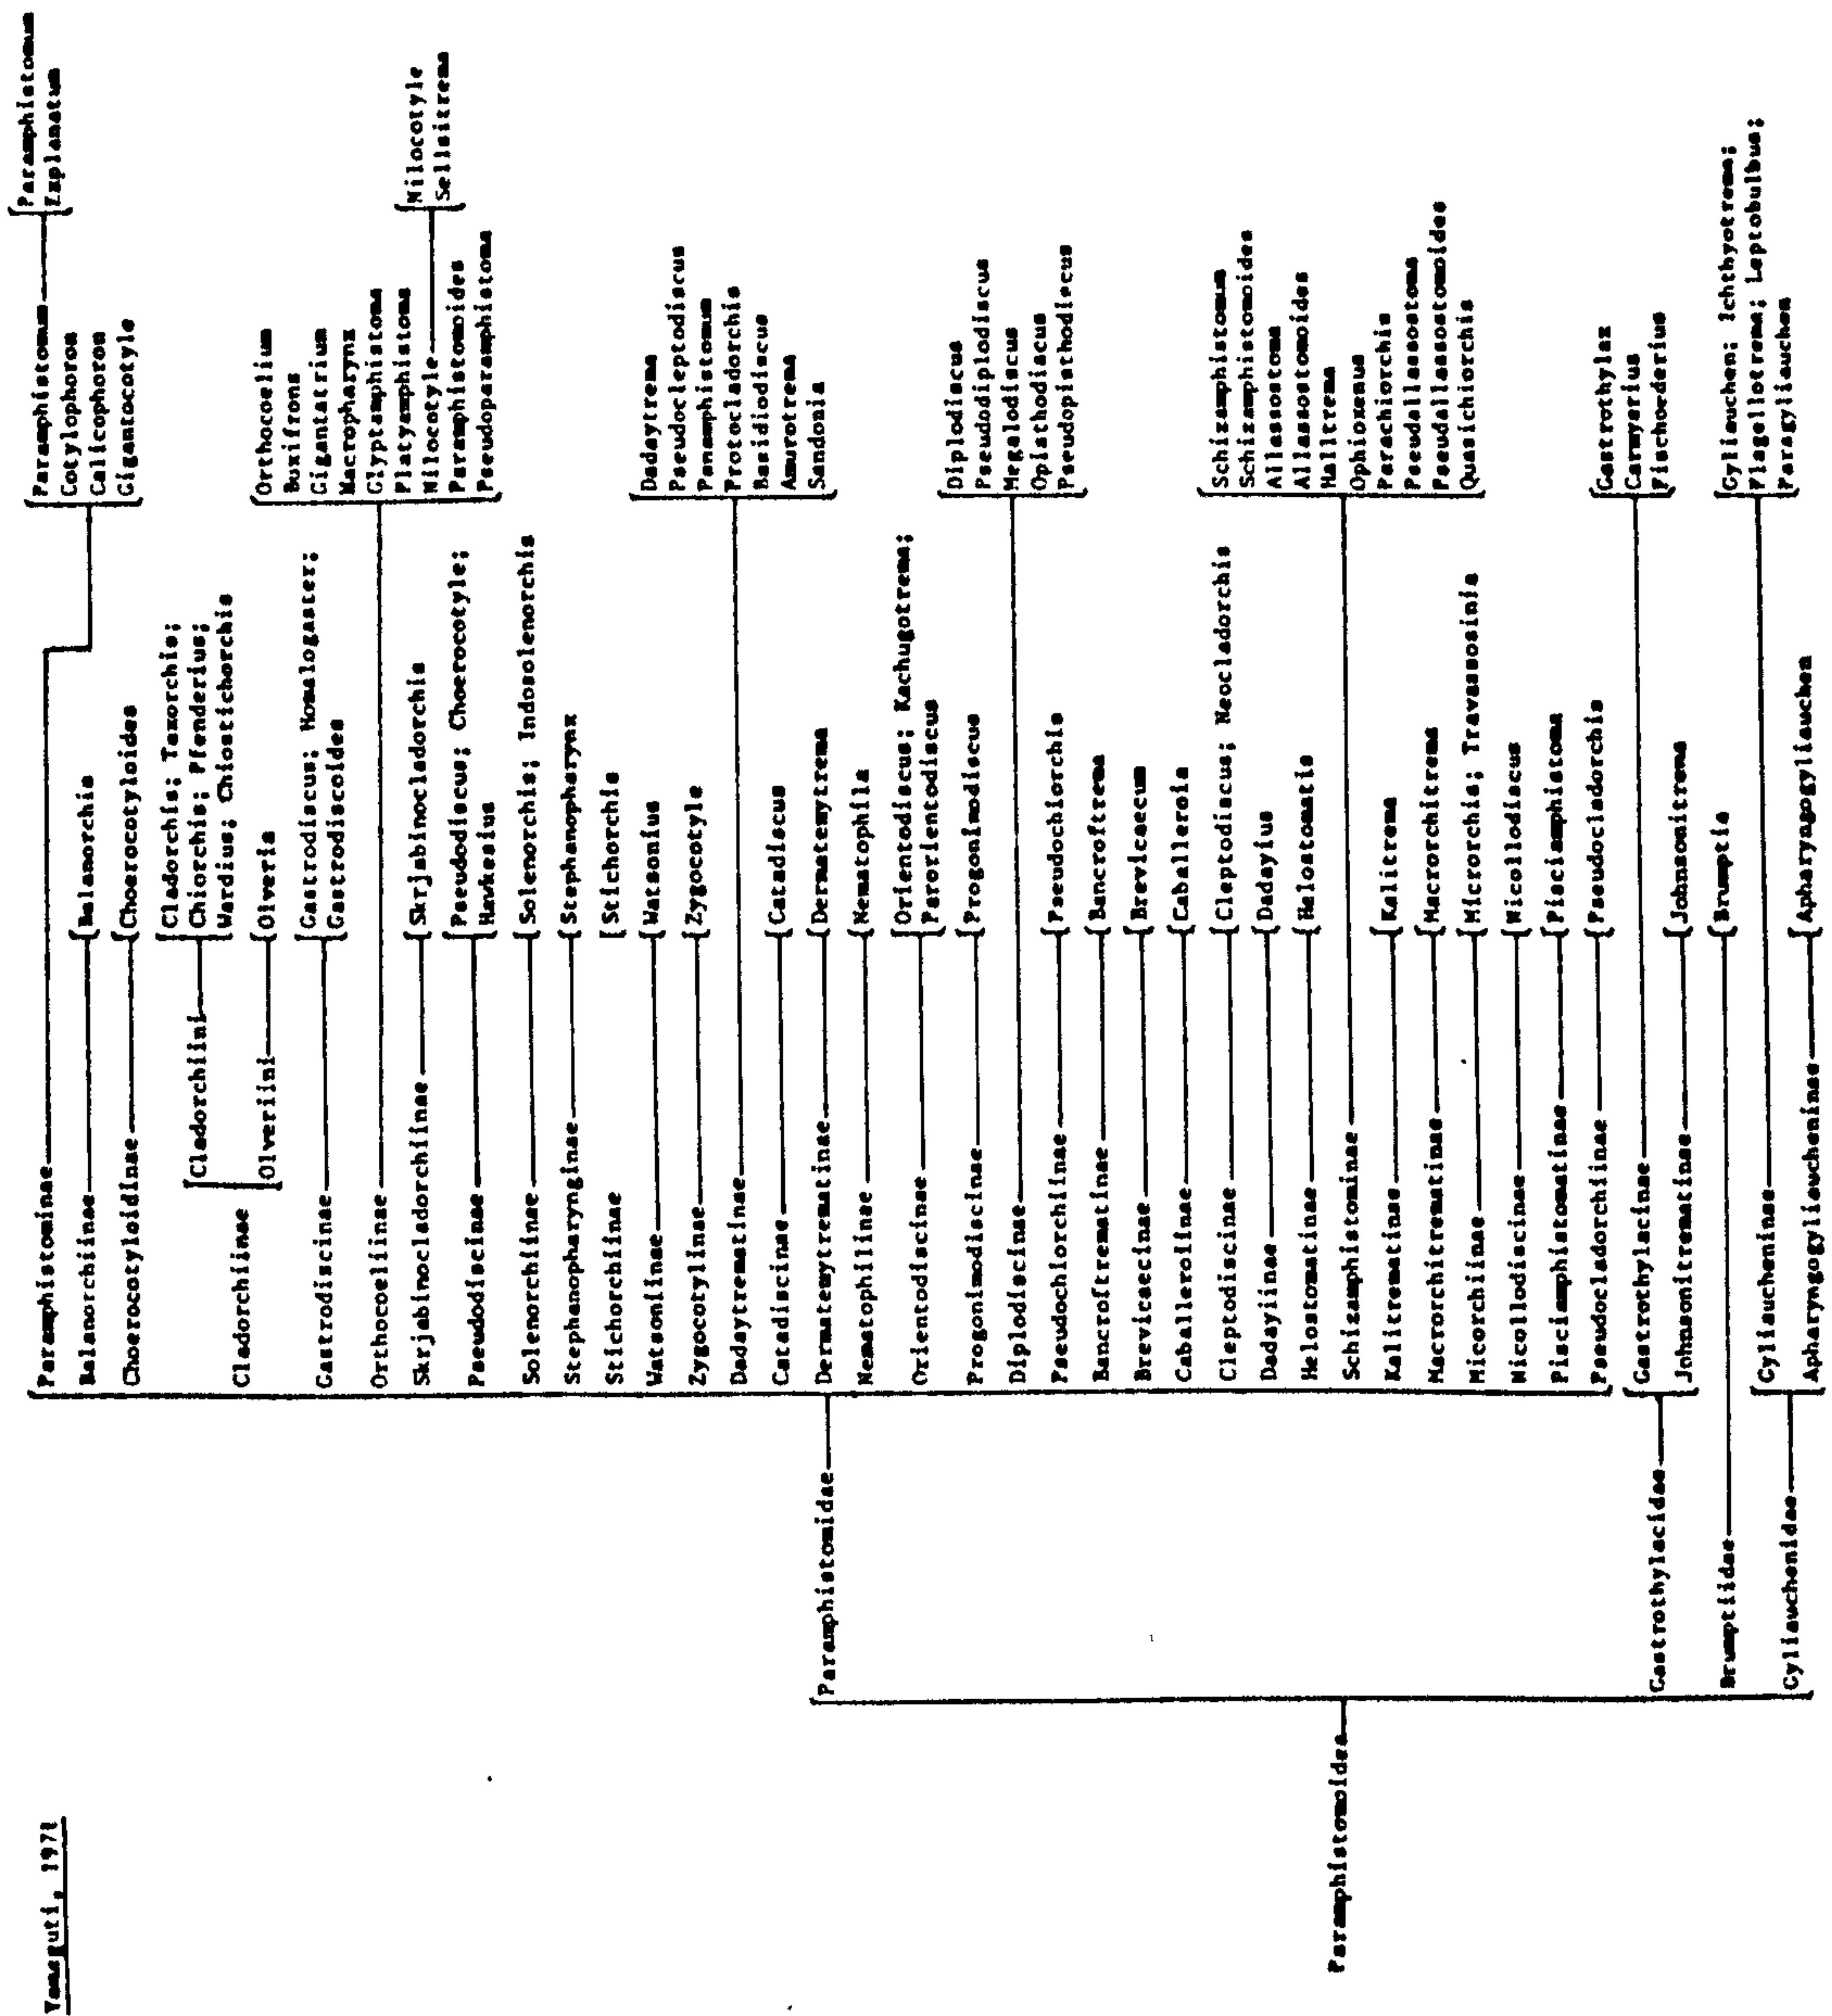 Yamaguti, 1971
Paramphistomoidea
Paramphistomidae
Paramphistominae
Paramphistomum
Paramphistomum
Explanatum
Cotylophoron
Calicophoron
Gigantocotyle
Balanorchiinae
Balanorchis
Choerocotyloidinae
Choerocotyloides
Cladorchiinae
Cladorchiini
Cladorchis; Taxorchis;
Chiorchis; Pfenderius;
Wardius; Chiostichorchis
Olveriini
Olveria
Gastrodiscinae
Gastrodiscus; Homalogaster;
Gastrodiscoides
Orthocoeliinae
Orthocoelium
Buxifrons
Gigantatrium
Macropharynx
Glyptamphistoma
Platyamphistoma
Nilocotyle
Nilocotyle
Sellsitrema
Paramphistomoides
Pseudoparamphistoma
Skrjabinocladorchiinae
Skrjabinocladorchis
Pseudodiscinae
Pseudodiscus; Choerocotyle;
Hawkesius
Solenorchiinae
Solenorchis; Indosolenorchis
Stephanopharynginae
Stephanopharynx
Stichorchiinae
Stichorchis
Watsoniinae
Watsonius
Zygocotylinae
Zygocotyle
Dadaytrematinae
Dadaytrema
Pseudocleptodiscus
Panamphistomum
Protocladorchis
Basidiodiscus
Amurotrema
Sandonia
Catadiscinae
Catadiscus
Dermatemytrematinae
Dermatemytrema
Nematophilinae
Nematophila
Orientodiscinae
Orientodiscus; Kachugotrema;
Parorientodiscus
Progonimodiscinae
Progonimodiscus
Diplodiscinae
Diplodiscus
Pseudodiplodiscus
Megalodiscus
Opisthodiscus
Pseudopisthodiscus
Pseudochiorchiinae
Pseudochiorchis
Bancroftrematinae
Bancroftrema
Brevicaecinae
Brevicaecum
Caballeroiinae
Caballeroia
Cleptodiscinae
Cleptodiscus; Neocladorchis
Dadayiinae
Dadayius
Helostomatinae
Helostomatis
Schizamphistominae
Schizamphistomum
Schizamphistomoides
Allassostoma
Allassostomoides
Halltrema
Ophioxenus
Parachiorchis
Pseudallassostoma
Pseudallassostomoides
Quasichiorchis
Kalitrematinae
Kalitrema
Macrorchitrematinae
Macrorchitrema
Micorchiinae
Microrchis; Travassosinia
Nicollodiscinae
Nicollodiscus
Pisciamphistomatinae
Pisciamphistoma
Pseudocladorchiinae
Pseudocladorchis
Gastrothylacidae
Gastrothylacinae
Gastrothylax
Carmyerius
Fischoederius
Johnsonitrematinae
Johnsonitrema
Brumptiidae
Brumptia
Gyliauchenidae
Gyliaucheninae
Gyliauchen; Ichthyotrema;
Flagellotrema; Leptobulbus;
Paragyliauchen
Apharyngogyliaucheninae
Apharyngogyliauchen